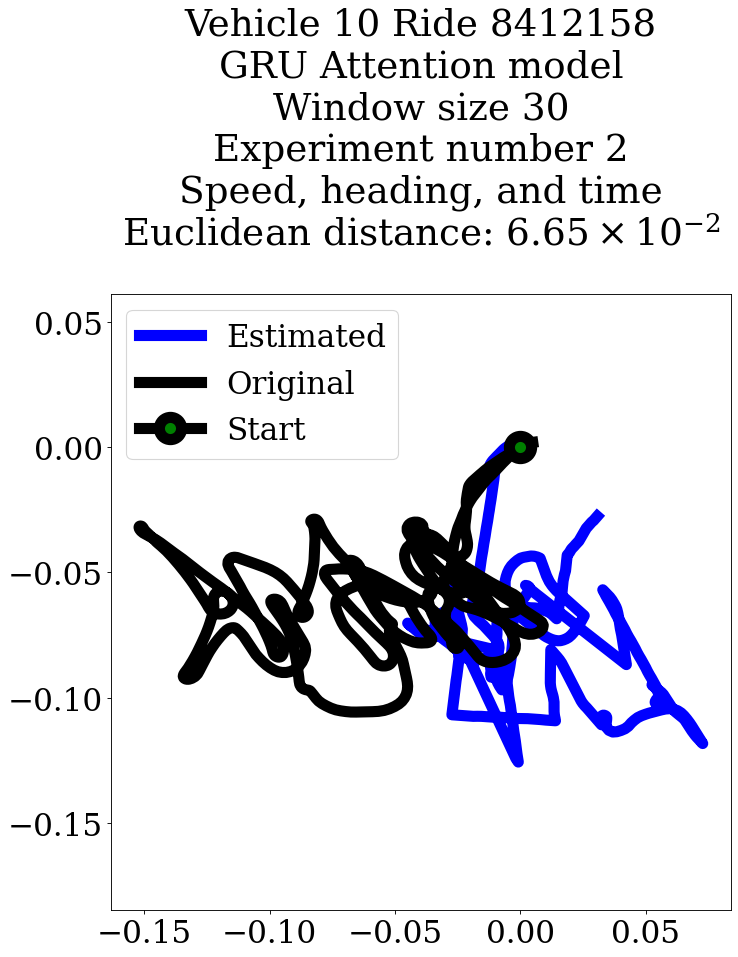 Vehicle 10 Ride 8412158
GRU Attention model
Window size 30
Experiment number 2
Speed, heading, and time
Euclidean distance: 6.65 × 10⁻²
Estimated
Original
Start
0.05
0.00
−0.05
−0.10
−0.15
−0.15 −0.10 −0.05 0.00 0.05